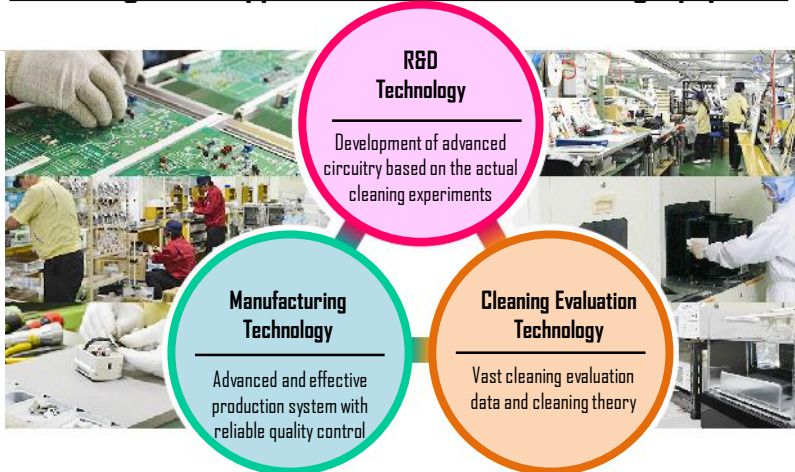 R&D
Technology
Development of advanced
circuitry based on the actual
cleaning experiments
Manufacturing
Technology
Advanced and effective
production system with
reliable quality control
Cleaning Evaluation
Technology
Vast cleaning evaluation
data and cleaning theory